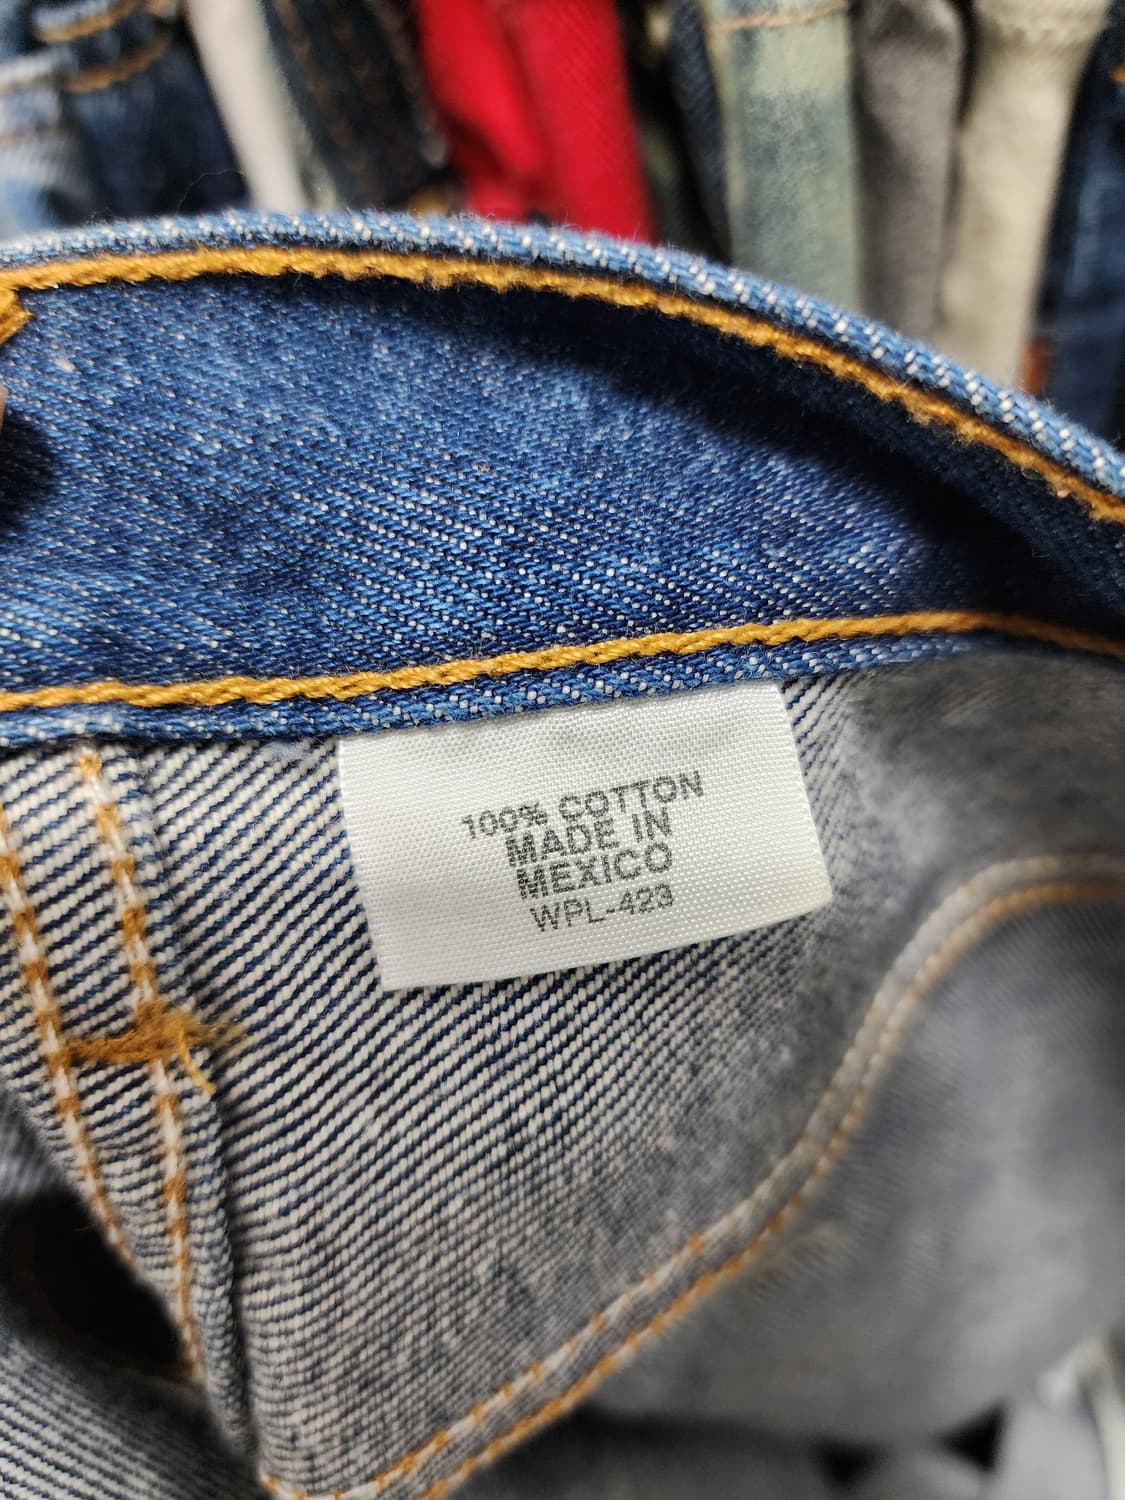 100% COTTON
MADE IN
MEXICO
WPL-423